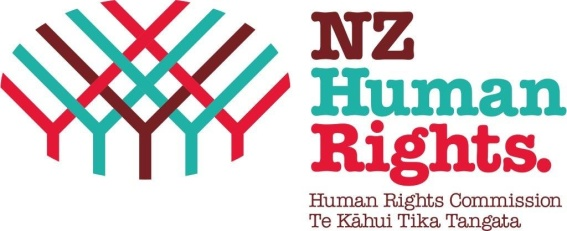 NZ
Human
Rights.
Human Rights Commission
Te Kāhui Tika Tangata